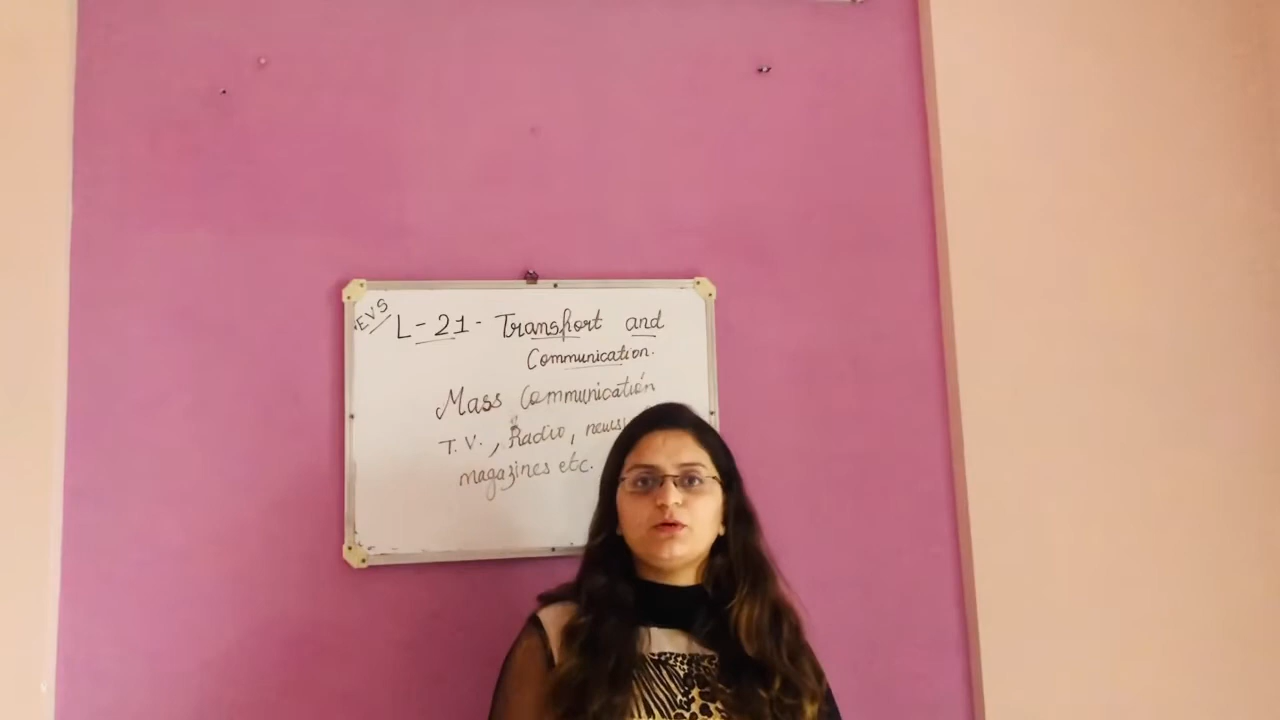 EVS
L-21- Transport and
Communication.
Mass Communication
T.V., Radio,
magazines etc.